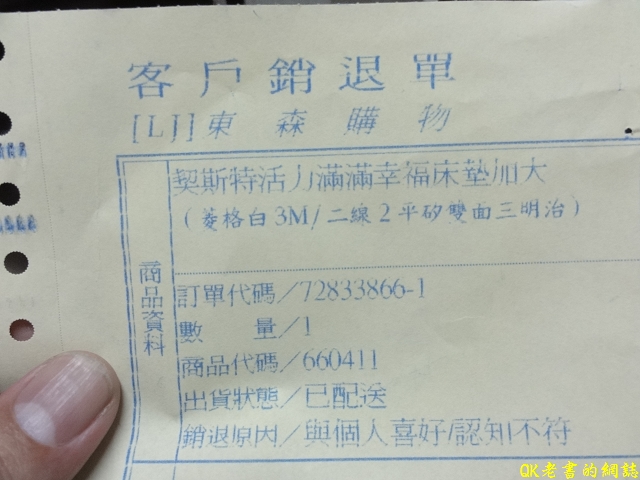 客戶銷退單
[LJ]東森購物
契斯特活力滿滿幸福床墊加大
(菱格白3M/二線2平矽雙面三明治)
商品資料
訂單代碼/72833866-1
數量/1
商品代碼/660411
出貨狀態/已配送
銷退原因/與個人喜好/認知不符
QK老書的網誌